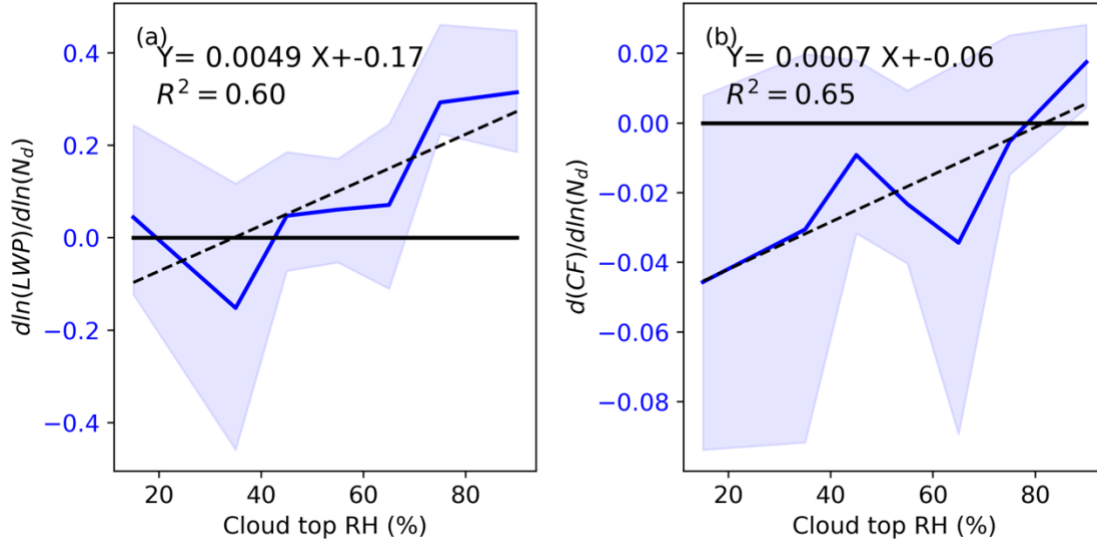 (a)
Y= 0.0049 X+-0.17
R² = 0.60
dln(LWP)/dln(N_d)
0.4
0.2
0.0
−0.2
−0.4
20 40 60 80
Cloud top RH (%)
(b)
Y= 0.0007 X+-0.06
R² = 0.65
d(CF)/dln(N_d)
0.02
0.00
−0.02
−0.04
−0.06
−0.08
20 40 60 80
Cloud top RH (%)